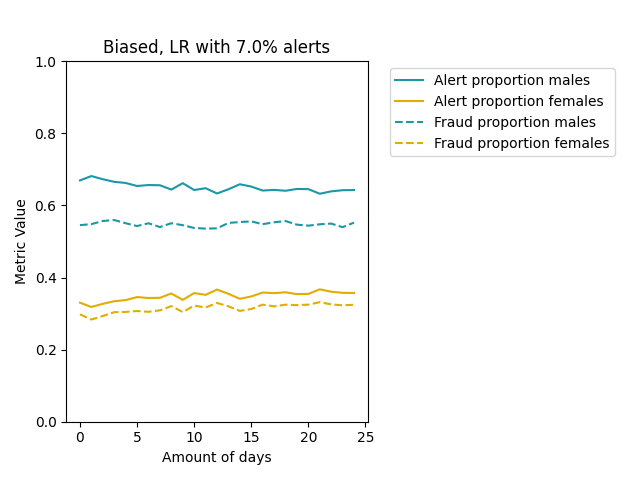 Biased, LR with 7.0% alerts
Alert proportion males
Alert proportion females
Fraud proportion males
Fraud proportion females
Metric Value
1.0
0.8
0.6
0.4
0.2
0.0
0 5 10 15 20 25
Amount of days